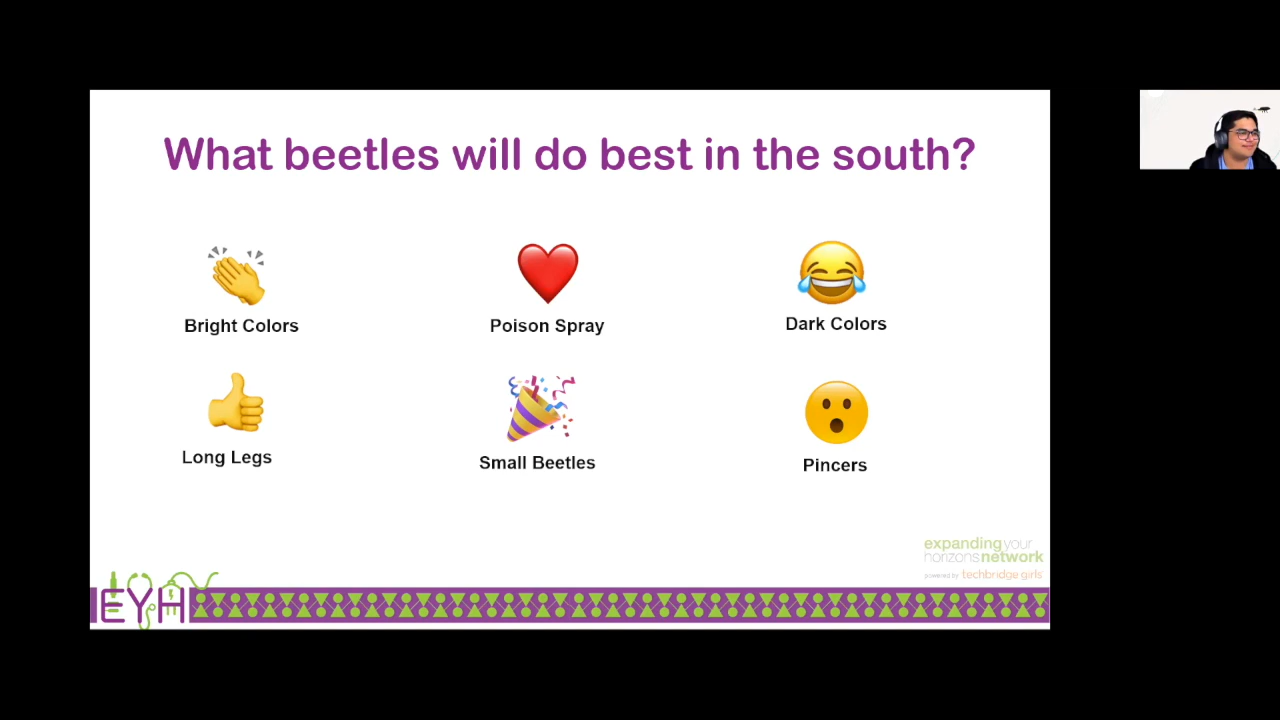 What beetles will do best in the south?
Bright Colors
Poison Spray
Dark Colors
Long Legs
Small Beetles
Pincers
expanding your
horizons network
powered by techbridge girls
EYH